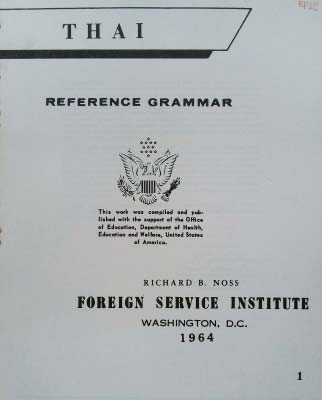 THAI
REFERENCE GRAMMAR
This work was compiled and pub-
lished with the support of the Office
of Education, Department of Health,
Education and Welfare, United States
of America.
RICHARD B. NOSS
FOREIGN SERVICE INSTITUTE
WASHINGTON, D.C.
1964
1